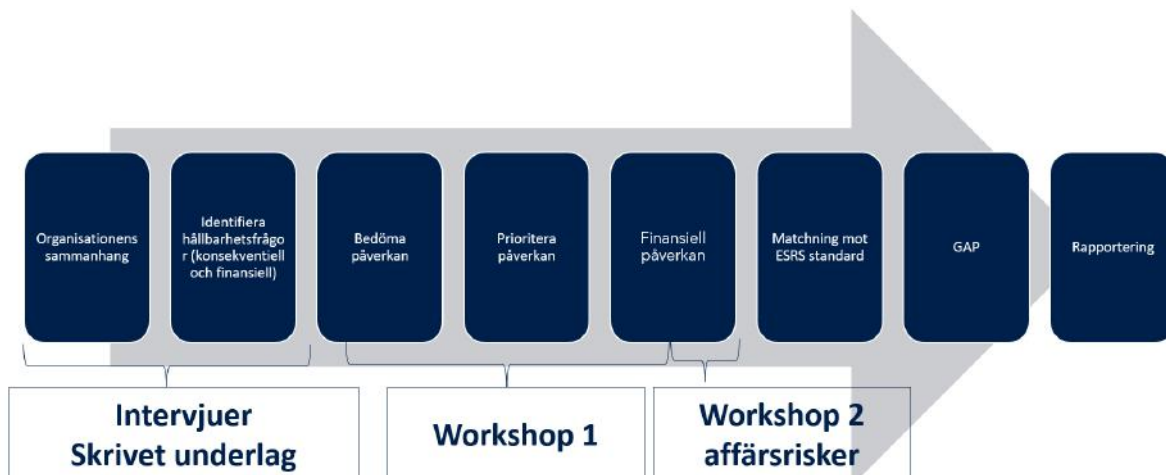 Organisationens
sammanhang
Identifiera
hållbarhetsfrågo
r (konsekventiell
och finansiell)
Bedöma
påverkan
Prioritera
påverkan
Finansiell
påverkan
Matchning mot
ESRS standard
GAP
Rapportering
Intervjuer
Skrivet underlag
Workshop 1
Workshop 2
affärsrisker